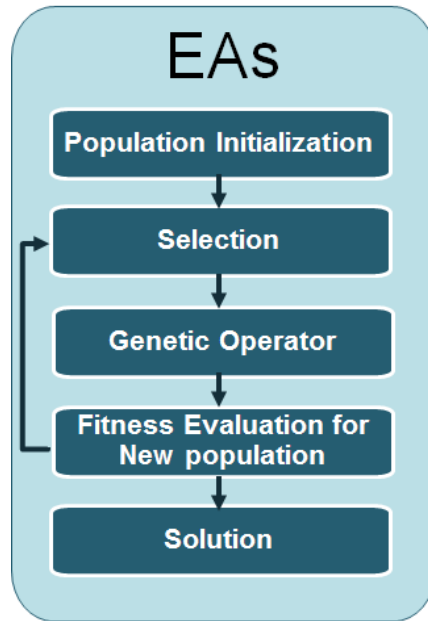 EAs
Population Initialization
Selection
Genetic Operator
Fitness Evaluation for
New population
Solution